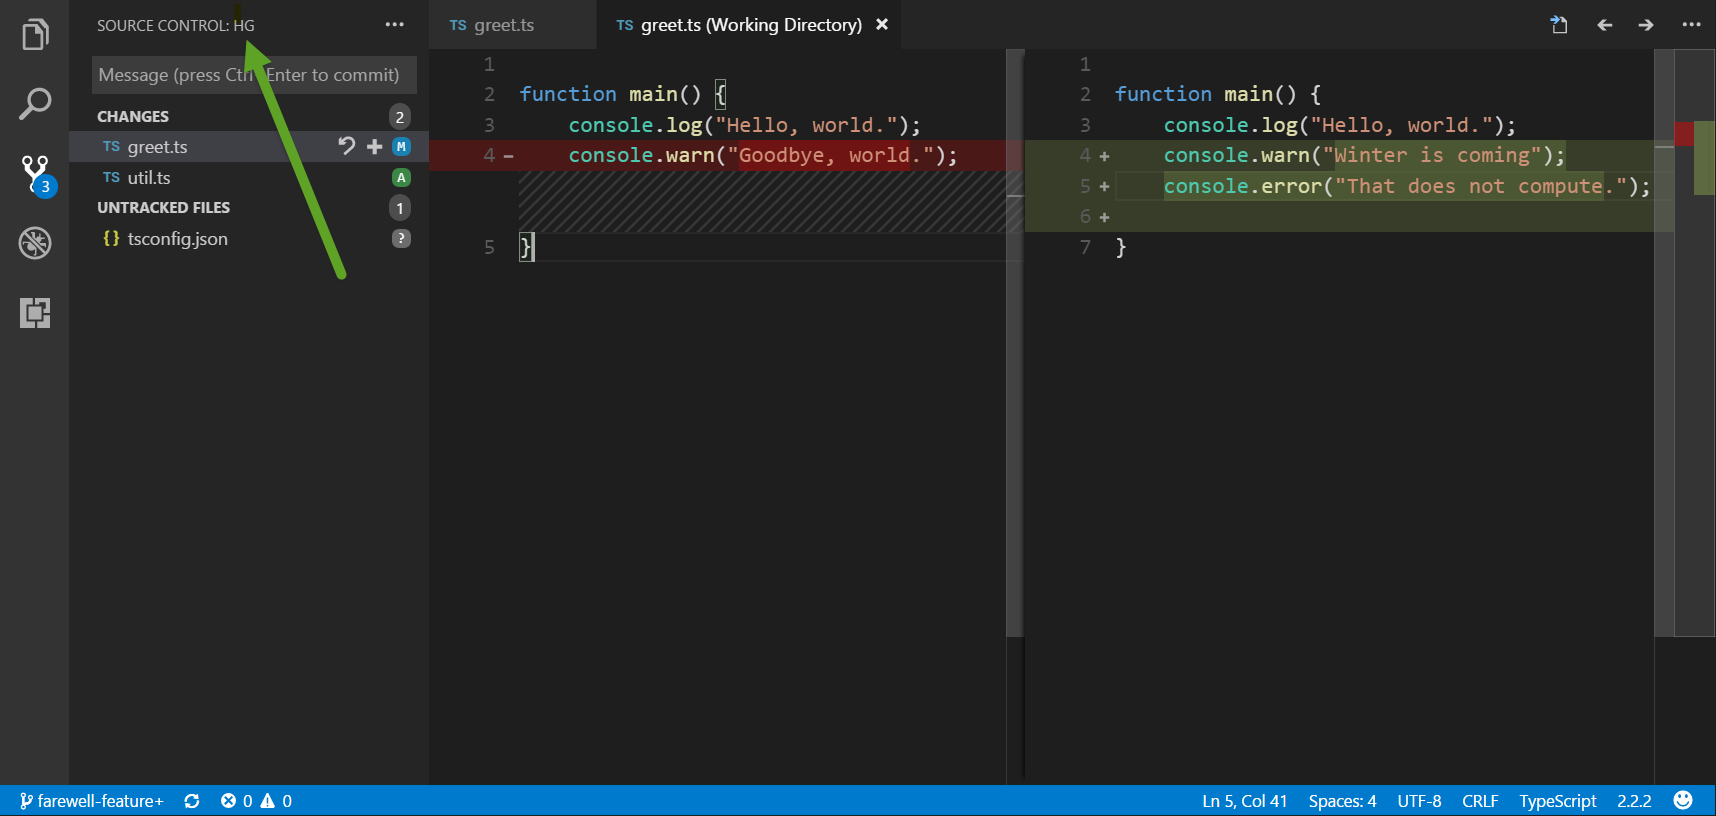 SOURCE CONTROL: HG
Message (press Ctrl Enter to commit)
CHANGES 2
TS greet.ts M
TS util.ts A
UNTRACKED FILES 1
{} tsconfig.json ?
3
TS greet.ts
TS greet.ts (Working Directory)
1
2 function main() {
3 console.log("Hello, world.");
4 - console.warn("Goodbye, world.");
5 }
1
2 function main() {
3 console.log("Hello, world.");
4 + console.warn("Winter is coming");
5 + console.error("That does not compute.");
6 +
7 }
farewell-feature+ 0 0
Ln 5, Col 41 Spaces: 4 UTF-8 CRLF TypeScript 2.2.2